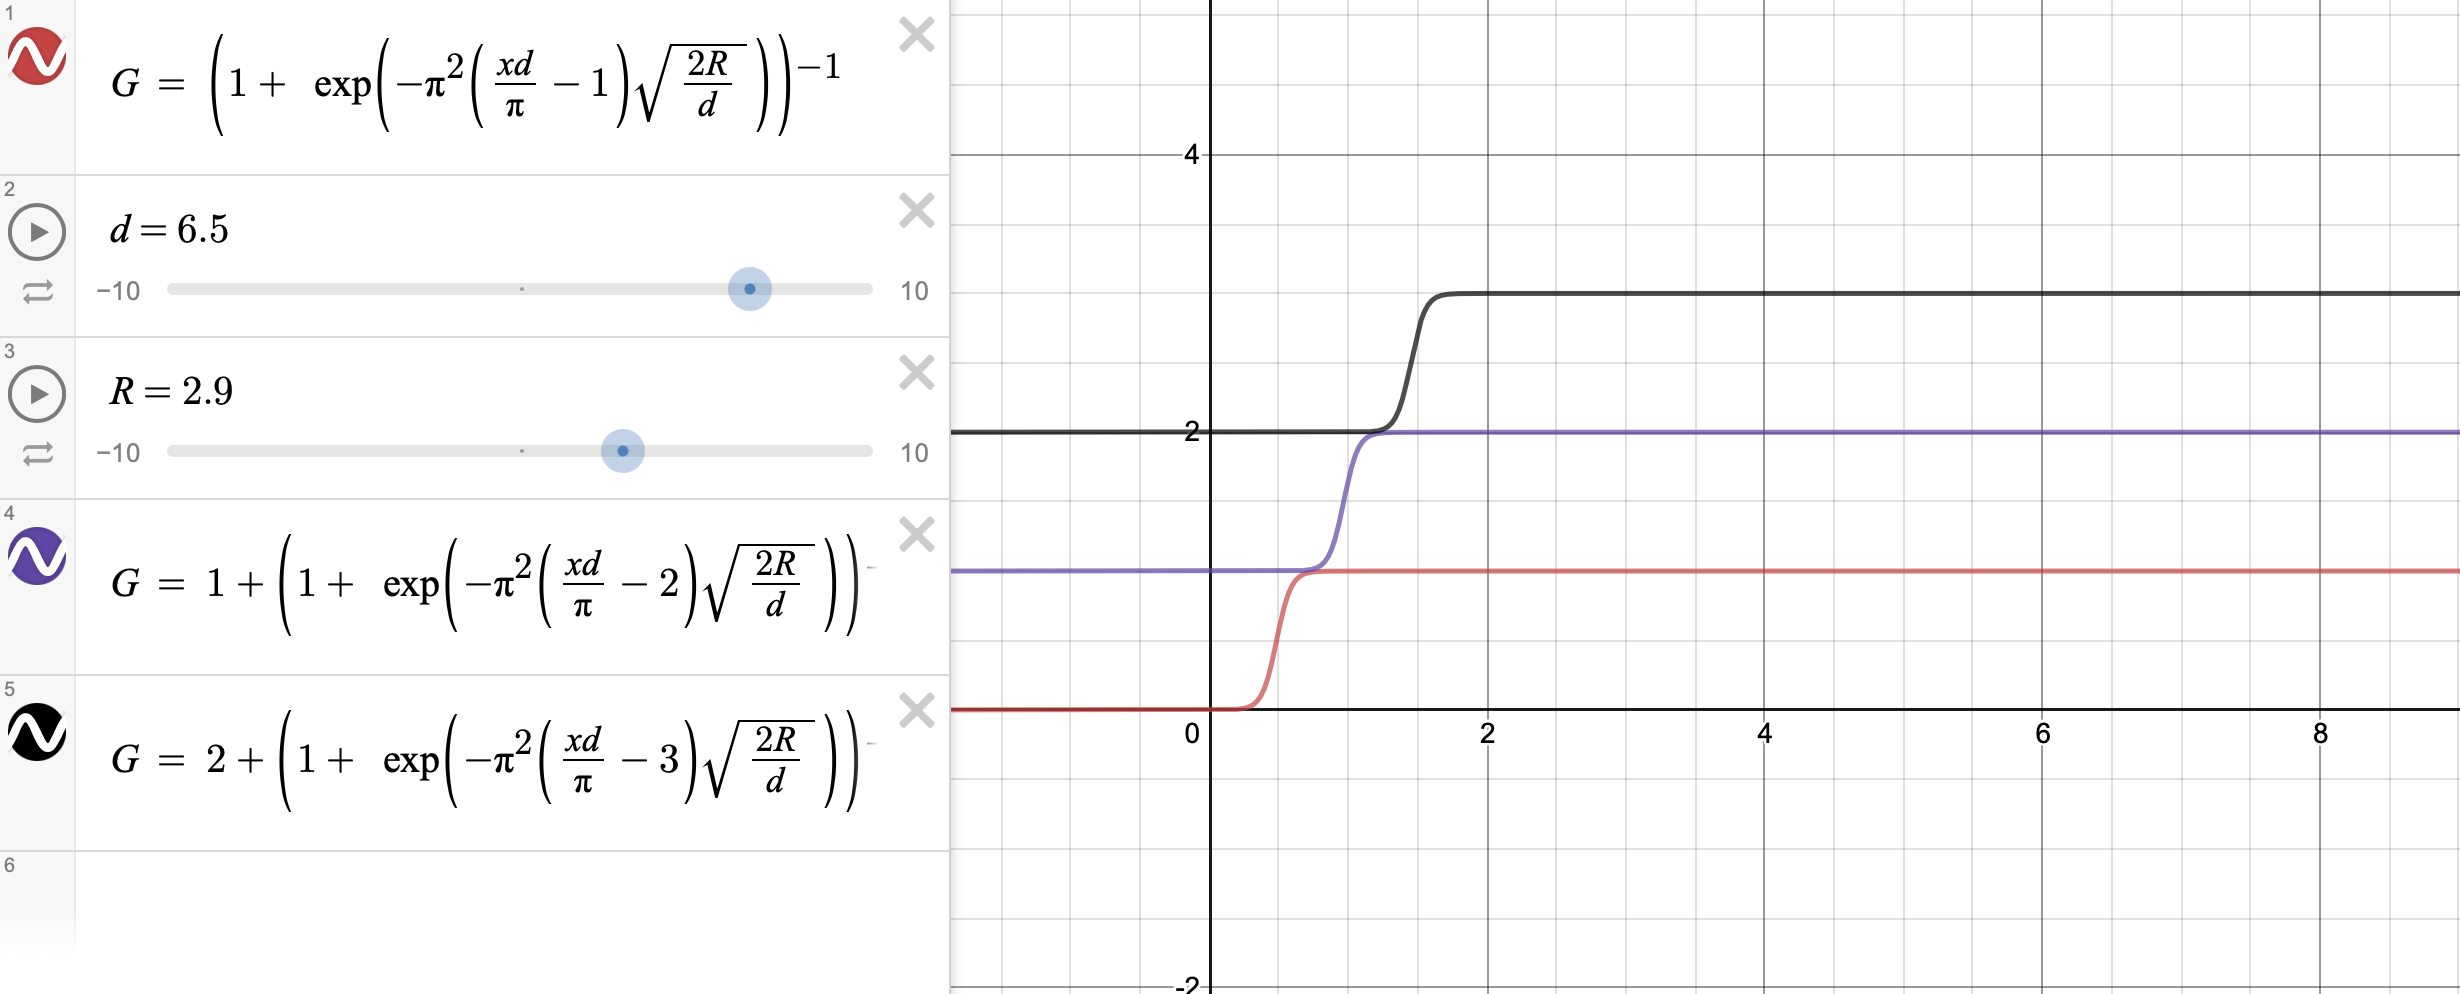 1
G = (1 + exp(−π²(xd/π − 1)√(2R/d)))⁻¹
2
d = 6.5
−10 10
3
R = 2.9
−10 10
4
G = 1 + (1 + exp(−π²(xd/π − 2)√(2R/d)))⁻
5
G = 2 + (1 + exp(−π²(xd/π − 3)√(2R/d)))⁻
6
4
2
0 2 4 6 8
-2